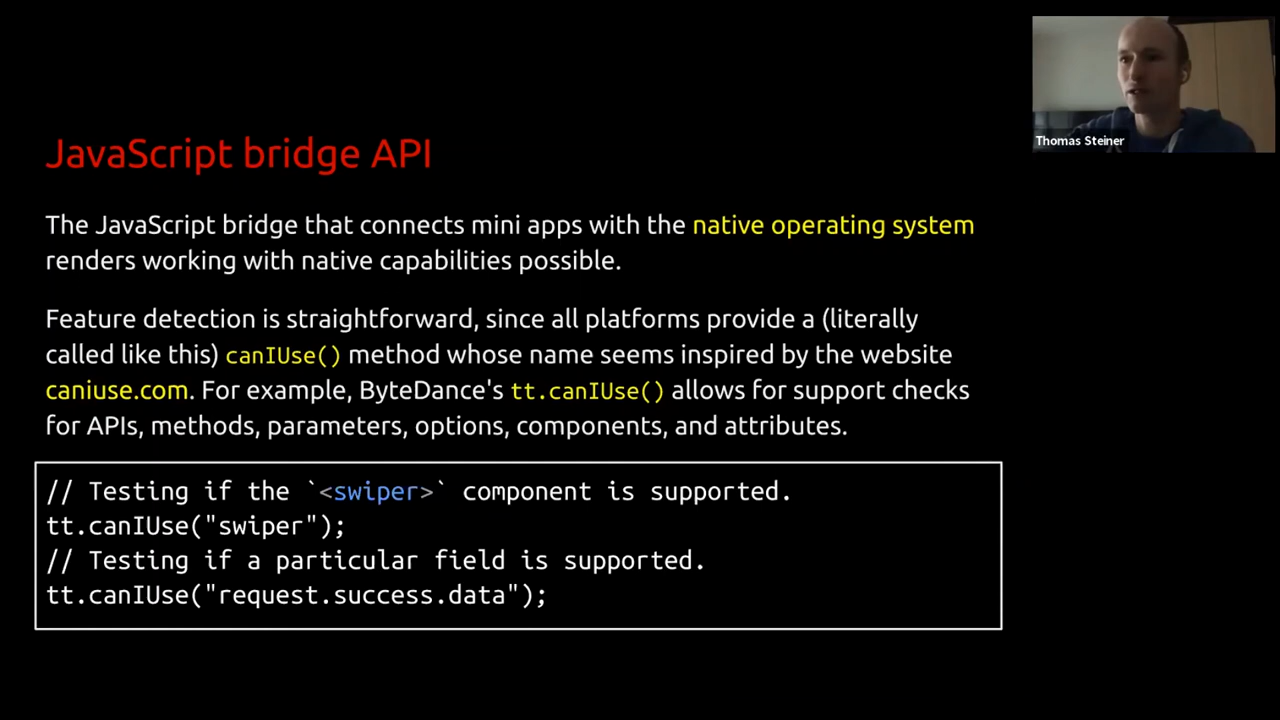 Thomas Steiner
JavaScript bridge API
The JavaScript bridge that connects mini apps with the native operating system
renders working with native capabilities possible.
Feature detection is straightforward, since all platforms provide a (literally
called like this) canIUse() method whose name seems inspired by the website
caniuse.com. For example, ByteDance's tt.canIUse() allows for support checks
for APIs, methods, parameters, options, components, and attributes.
// Testing if the `<swiper>` component is supported.
tt.canIUse("swiper");
// Testing if a particular field is supported.
tt.canIUse("request.success.data");